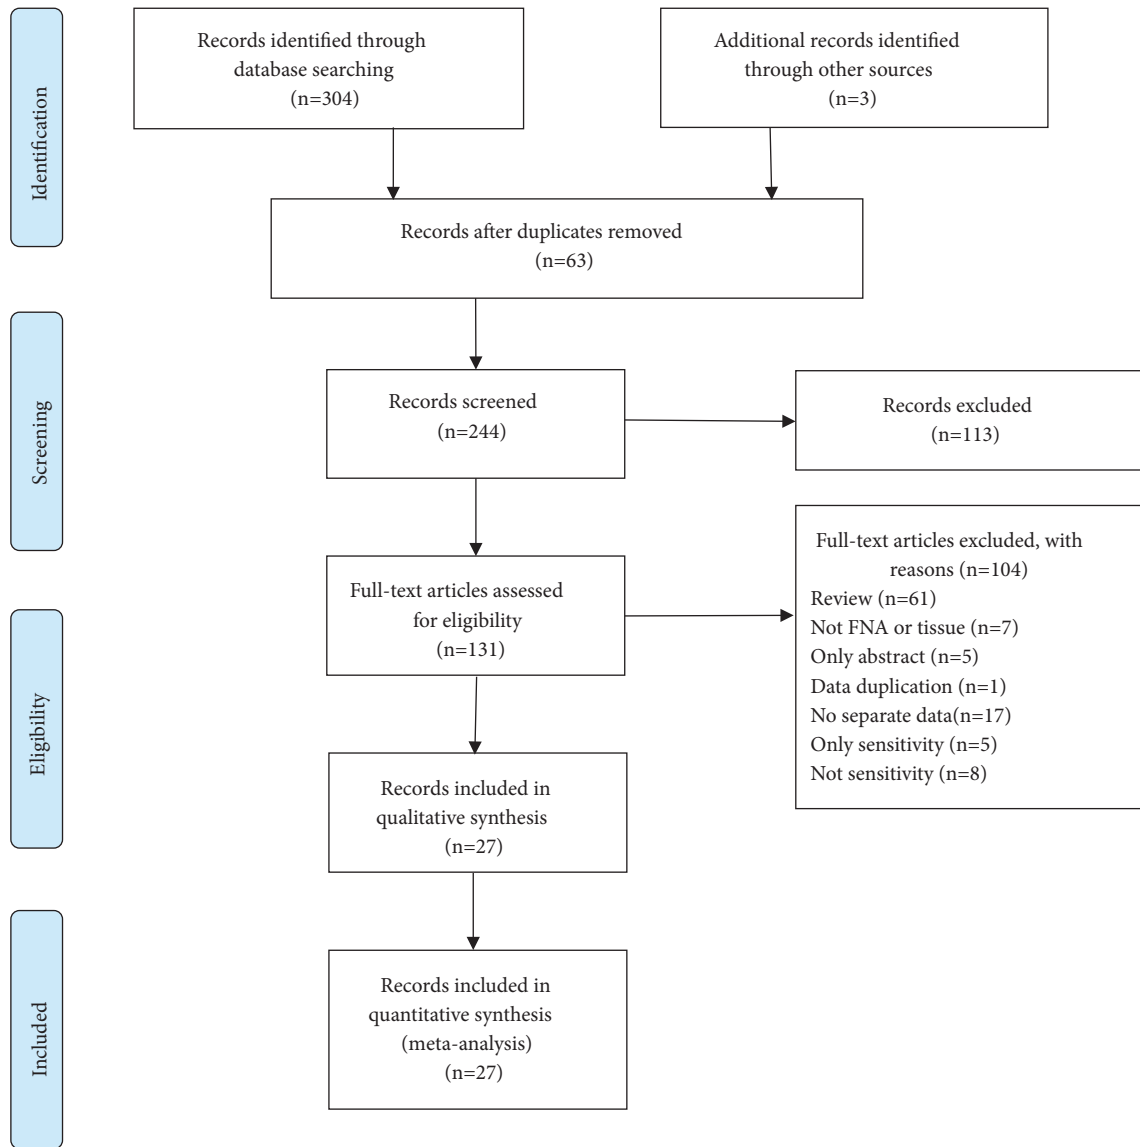 Identification
Records identified through
database searching
(n=304)
Additional records identified
through other sources
(n=3)
Records after duplicates removed
(n=63)
Screening
Records screened
(n=244)
Records excluded
(n=113)
Eligibility
Full-text articles assessed
for eligibility
(n=131)
Full-text articles excluded, with
reasons (n=104)
Review (n=61)
Not FNA or tissue (n=7)
Only abstract (n=5)
Data duplication (n=1)
No separate data(n=17)
Only sensitivity (n=5)
Not sensitivity (n=8)
Records included in
qualitative synthesis
(n=27)
Included
Records included in
quantitative synthesis
(meta-analysis)
(n=27)